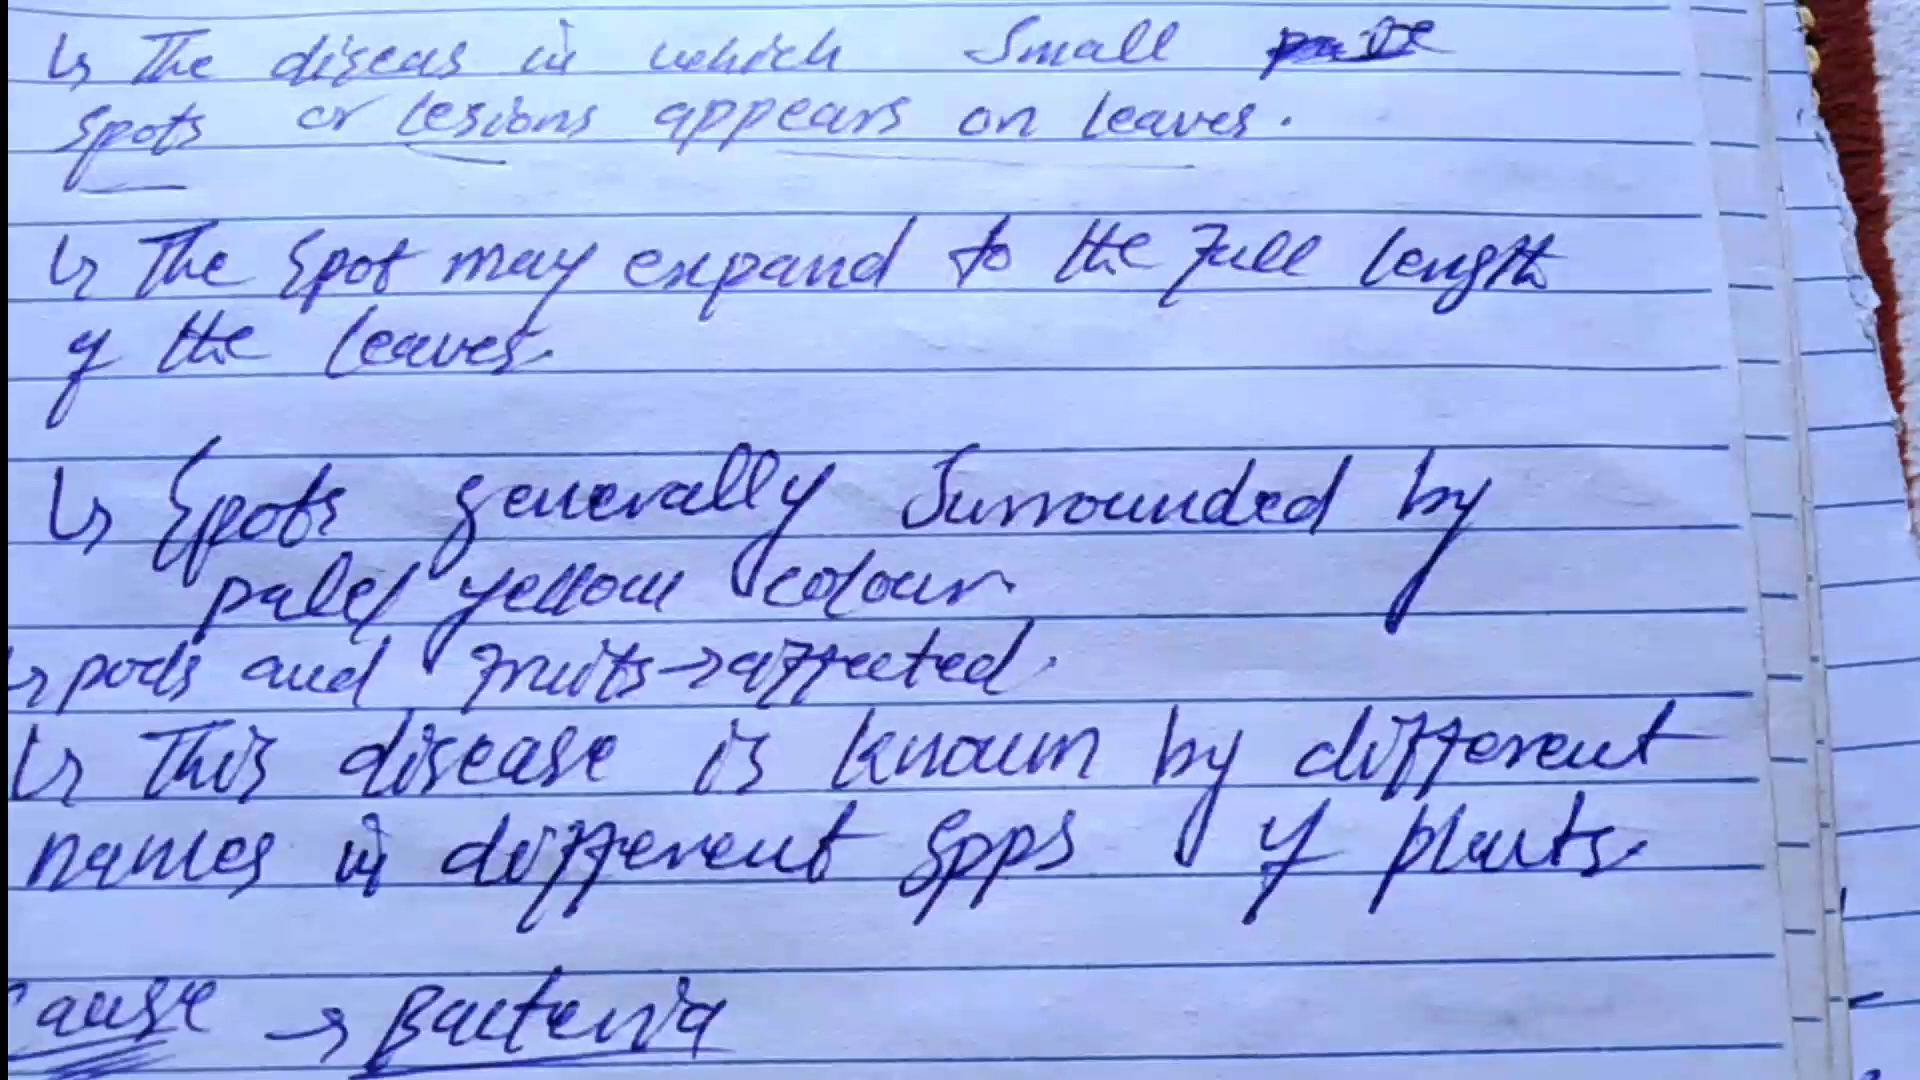 ↳ The diseas in which Small
Spots or lesions appears on leaves.
↳ The Spot may expand to the Full length
of the leaves.
↳ Spots generally Surrounded by
paled yellow colour.
↳ pods and fruits → affected.
↳ This disease is known by different
names in different Spps of plants.
Cause → Bacteria